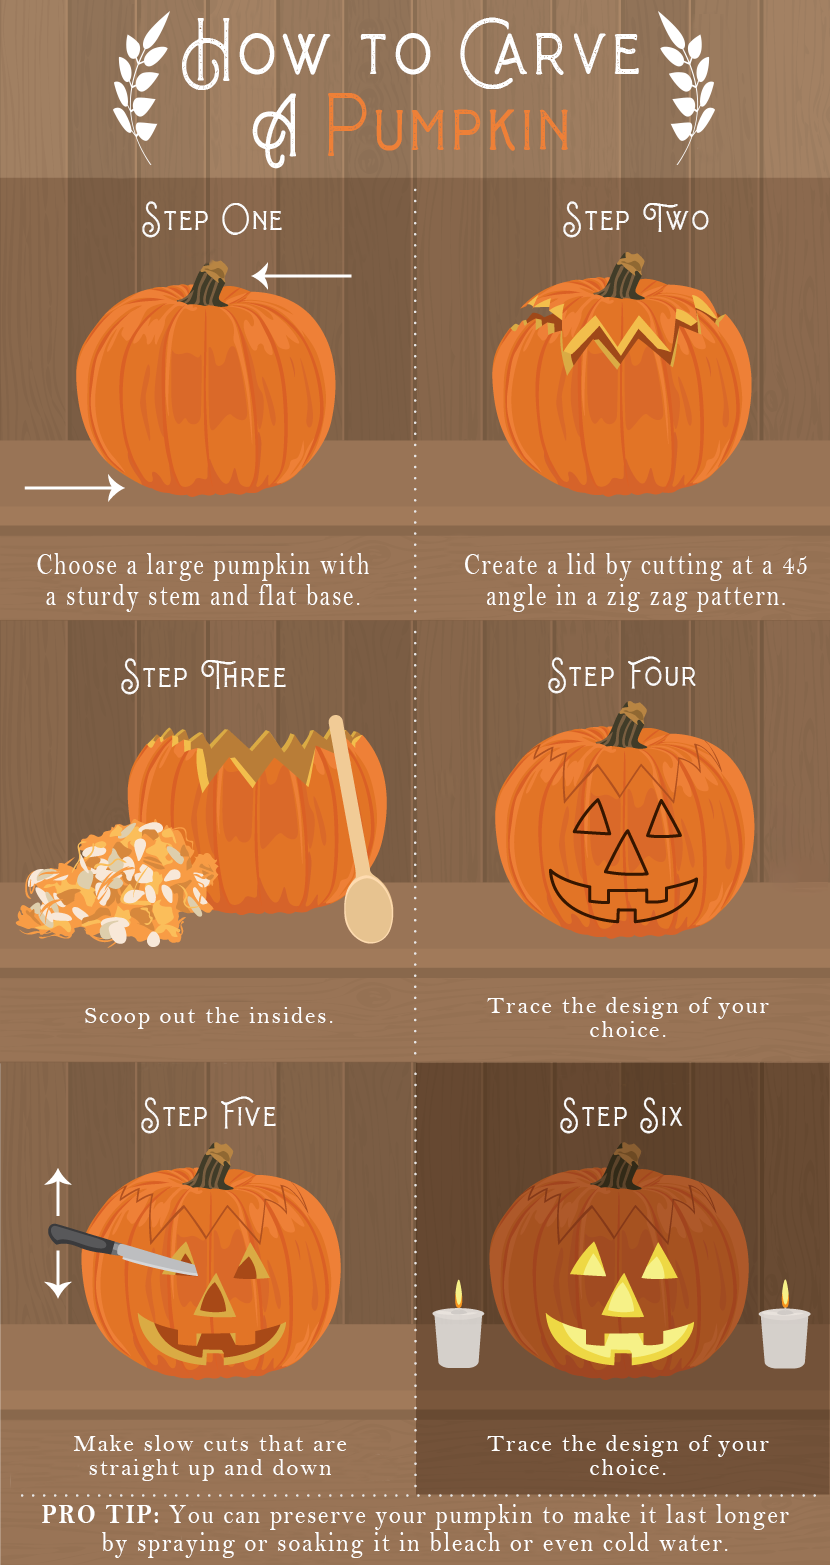 How to Carve
A Pumpkin
Step One
Choose a large pumpkin with
a sturdy stem and flat base.
Step Two
Create a lid by cutting at a 45
angle in a zig zag pattern.
Step Three
Scoop out the insides.
Step Four
Trace the design of your
choice.
Step Five
Make slow cuts that are
straight up and down
Step Six
Trace the design of your
choice.
PRO TIP: You can preserve your pumpkin to make it last longer
by spraying or soaking it in bleach or even cold water.